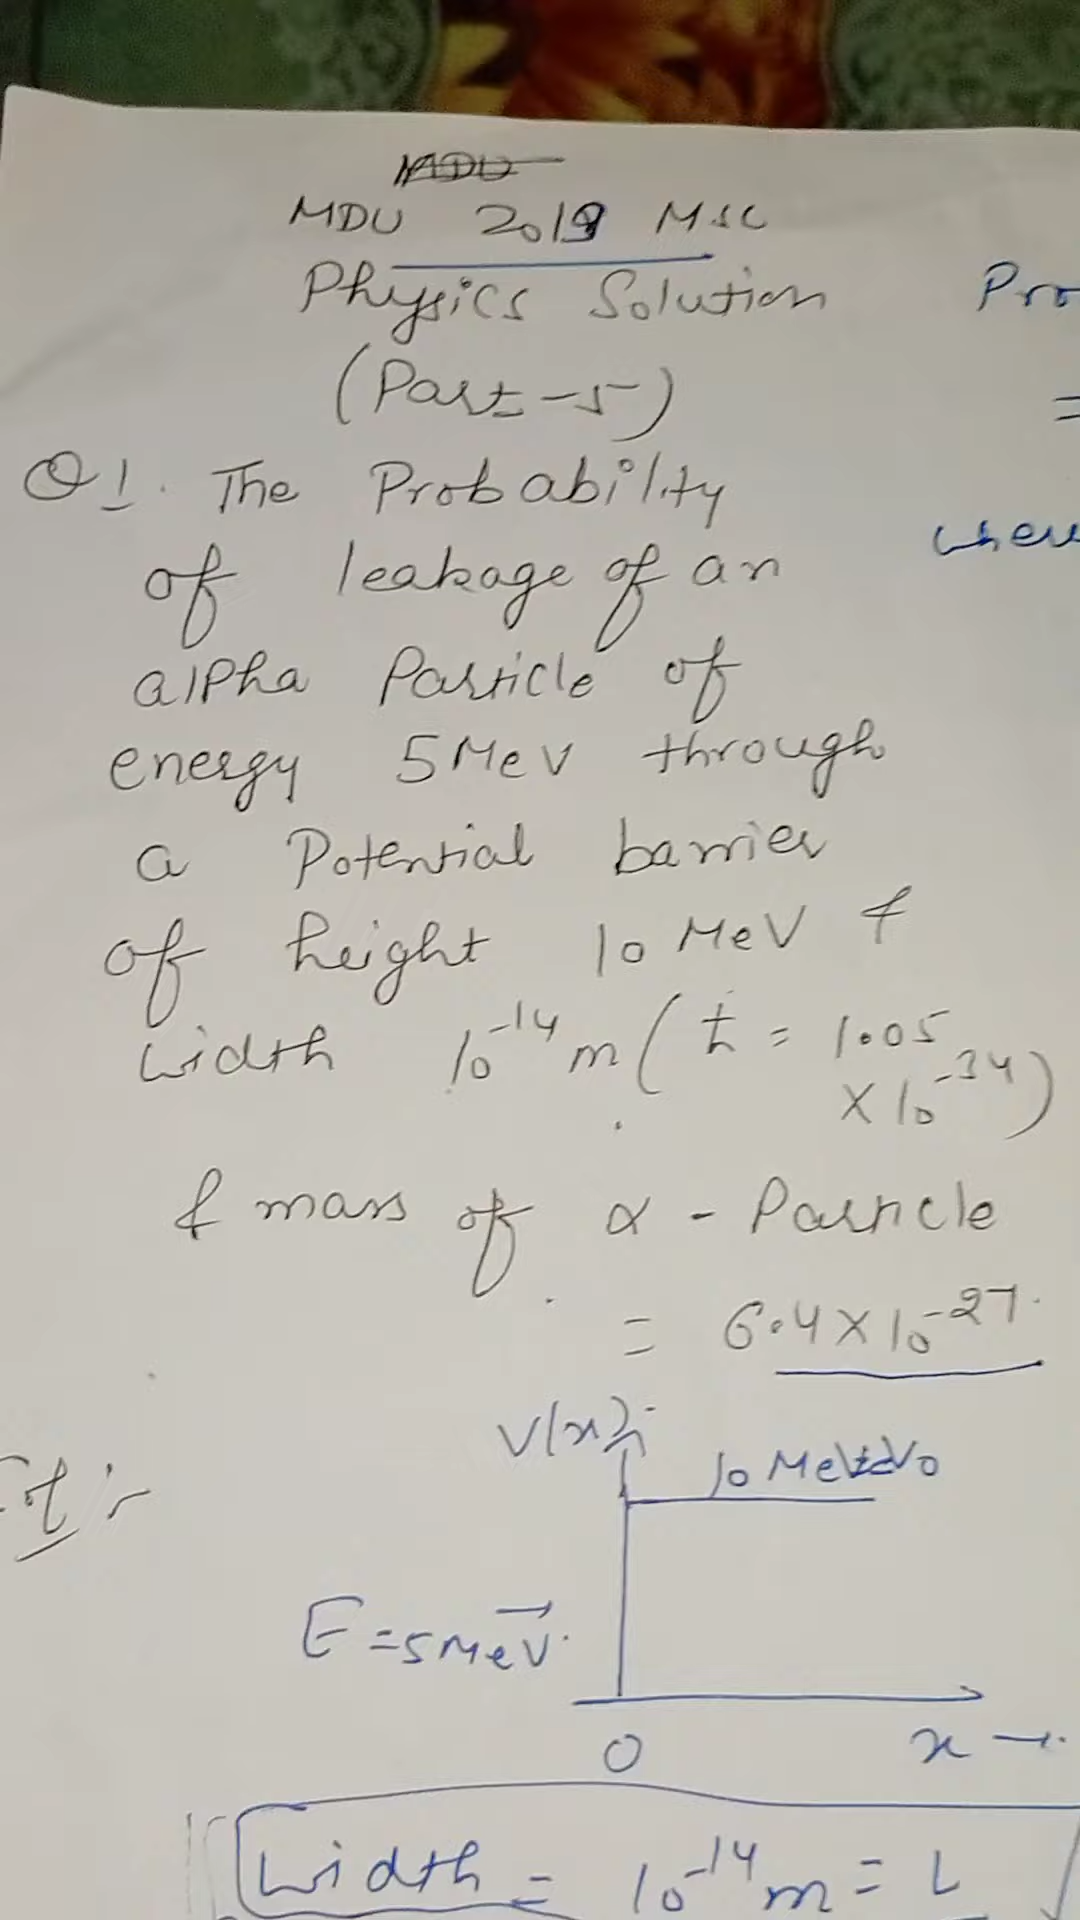 MDU
MDU 2019 MSC
Physics Solution
(Part-5)
Q1. The Probability
of leakage of an
alpha Particle of
energy 5MeV through
a Potential barrier
of height 10 MeV &
width 10⁻¹⁴ m (ħ = 1.05
× 10⁻³⁴)
& mass of α - Particle
= 6.4×10⁻²⁷.
V(x)
10 MeV=V₀
E =5MeV.
0 x →
Width = 10⁻¹⁴ m = L
Pro
=